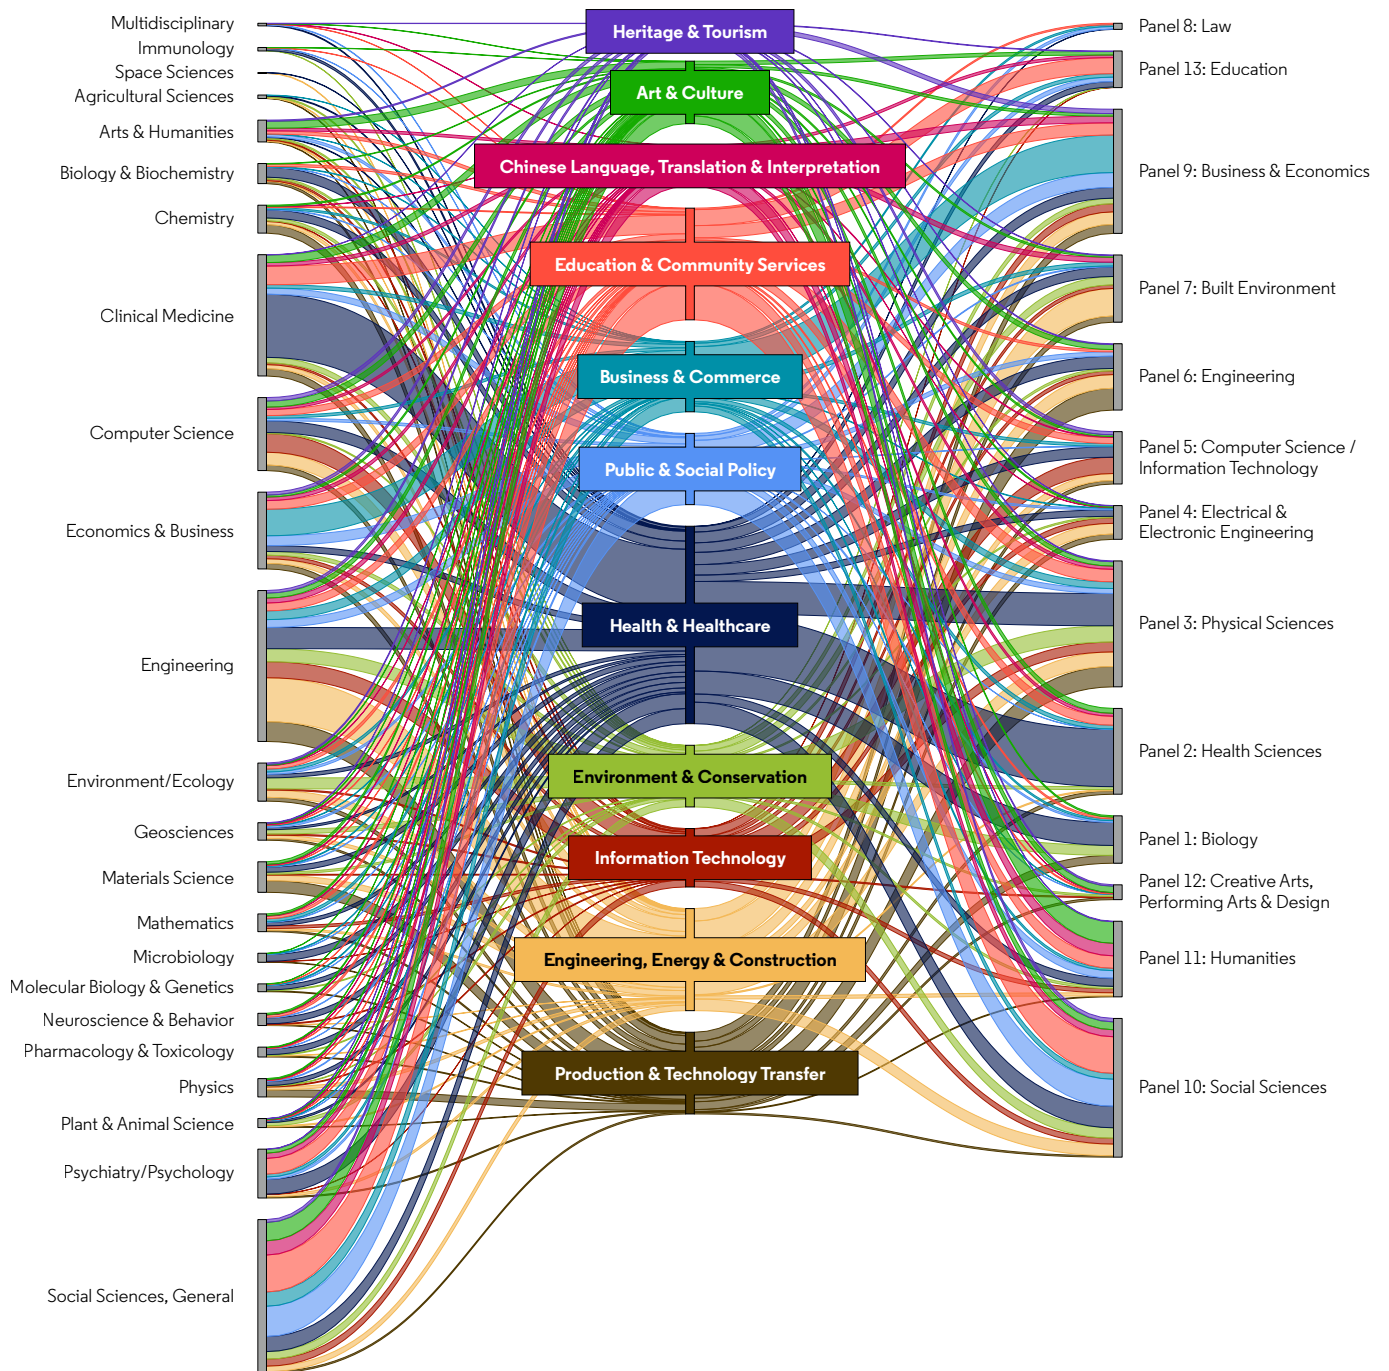 Multidisciplinary
Immunology
Space Sciences
Agricultural Sciences
Arts & Humanities
Biology & Biochemistry
Chemistry
Clinical Medicine
Computer Science
Economics & Business
Engineering
Environment/Ecology
Geosciences
Materials Science
Mathematics
Microbiology
Molecular Biology & Genetics
Neuroscience & Behavior
Pharmacology & Toxicology
Physics
Plant & Animal Science
Psychiatry/Psychology
Social Sciences, General
Heritage & Tourism
Art & Culture
Chinese Language, Translation & Interpretation
Education & Community Services
Business & Commerce
Public & Social Policy
Health & Healthcare
Environment & Conservation
Information Technology
Engineering, Energy & Construction
Production & Technology Transfer
Panel 8: Law
Panel 13: Education
Panel 9: Business & Economics
Panel 7: Built Environment
Panel 6: Engineering
Panel 5: Computer Science /
Information Technology
Panel 4: Electrical &
Electronic Engineering
Panel 3: Physical Sciences
Panel 2: Health Sciences
Panel 1: Biology
Panel 12: Creative Arts,
Performing Arts & Design
Panel 11: Humanities
Panel 10: Social Sciences